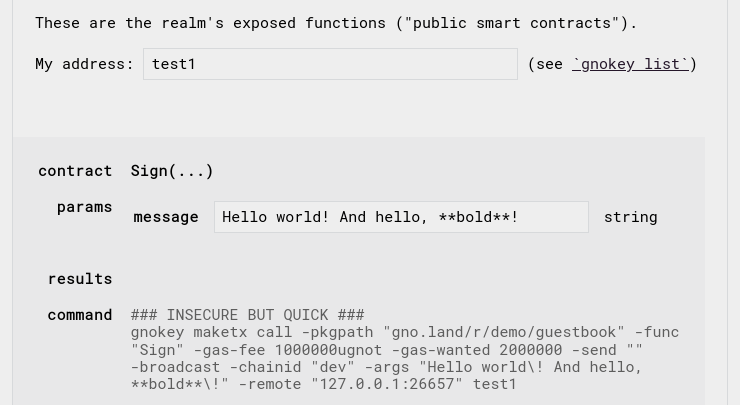 These are the realm's exposed functions ("public smart contracts").
My address: test1 (see `gnokey list`)
contract Sign(...)
params
message Hello world! And hello, **bold**! string
results
command ### INSECURE BUT QUICK ###
gnokey maketx call -pkgpath "gno.land/r/demo/guestbook" -func
"Sign" -gas-fee 1000000ugnot -gas-wanted 2000000 -send ""
-broadcast -chainid "dev" -args "Hello world\! And hello,
**bold**\!" -remote "127.0.0.1:26657" test1